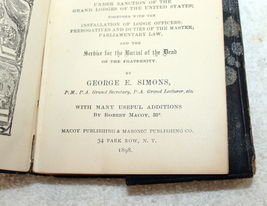 UNDER SANCTION OF THE
GRAND LODGES OF THE UNITED STATES;
TOGETHER WITH THE
INSTALLATION OF LODGE OFFICERS;
PREROGATIVES AND DUTIES OF THE MASTER;
PARLIAMENTARY LAW,
AND THE
Service for the Burial of the Dead
OF THE FRATERNITY.
BY
GEORGE E. SIMONS,
P.M., P.A. Grand Secretary, P.A. Grand Lecturer, etc.
WITH MANY USEFUL ADDITIONS
BY ROBERT MACOY, 33°.
MACOY PUBLISHING & MASONIC PUBLISHING CO.
34 PARK ROW, N. Y.
1898.